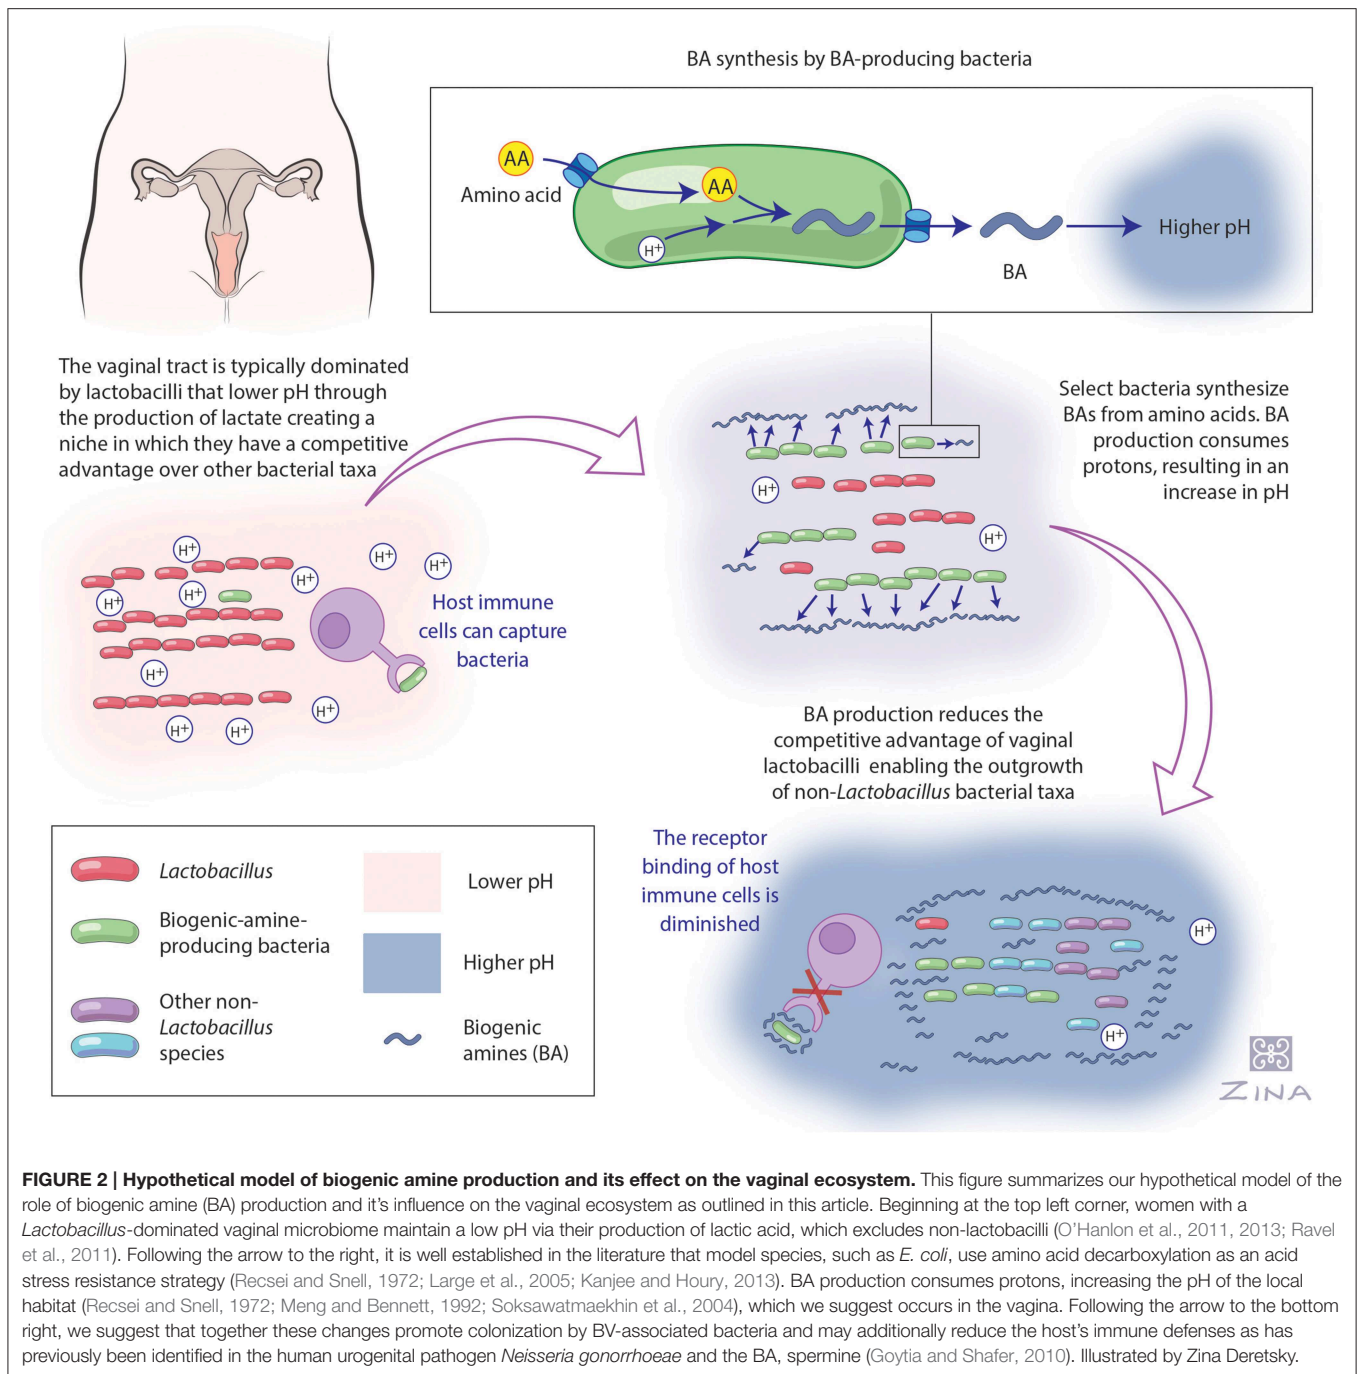 BA synthesis by BA-producing bacteria
AA
Amino acid
AA
H+
BA
Higher pH
The vaginal tract is typically dominated
by lactobacilli that lower pH through
the production of lactate creating a
niche in which they have a competitive
advantage over other bacterial taxa
Select bacteria synthesize
BAs from amino acids. BA
production consumes
protons, resulting in an
increase in pH
H+
H+
H+
H+
H+
H+
H+
H+
H+
H+
H+
Host immune
cells can capture
bacteria
H+
H+
BA production reduces the
competitive advantage of vaginal
lactobacilli enabling the outgrowth
of non-Lactobacillus bacterial taxa
The receptor
binding of host
immune cells is
diminished
H+
H+
Lactobacillus
Biogenic-amine-
producing bacteria
Other non-
Lactobacillus
species
Lower pH
Higher pH
Biogenic
amines (BA)
ZINA
FIGURE 2 | Hypothetical model of biogenic amine production and its effect on the vaginal ecosystem. This figure summarizes our hypothetical model of the
role of biogenic amine (BA) production and it's influence on the vaginal ecosystem as outlined in this article. Beginning at the top left corner, women with a
Lactobacillus-dominated vaginal microbiome maintain a low pH via their production of lactic acid, which excludes non-lactobacilli (O'Hanlon et al., 2011, 2013; Ravel
et al., 2011). Following the arrow to the right, it is well established in the literature that model species, such as E. coli, use amino acid decarboxylation as an acid
stress resistance strategy (Recsei and Snell, 1972; Large et al., 2005; Kanjee and Houry, 2013). BA production consumes protons, increasing the pH of the local
habitat (Recsei and Snell, 1972; Meng and Bennett, 1992; Soksawatmaekhin et al., 2004), which we suggest occurs in the vagina. Following the arrow to the bottom
right, we suggest that together these changes promote colonization by BV-associated bacteria and may additionally reduce the host's immune defenses as has
previously been identified in the human urogenital pathogen Neisseria gonorrhoeae and the BA, spermine (Goytia and Shafer, 2010). Illustrated by Zina Deretsky.